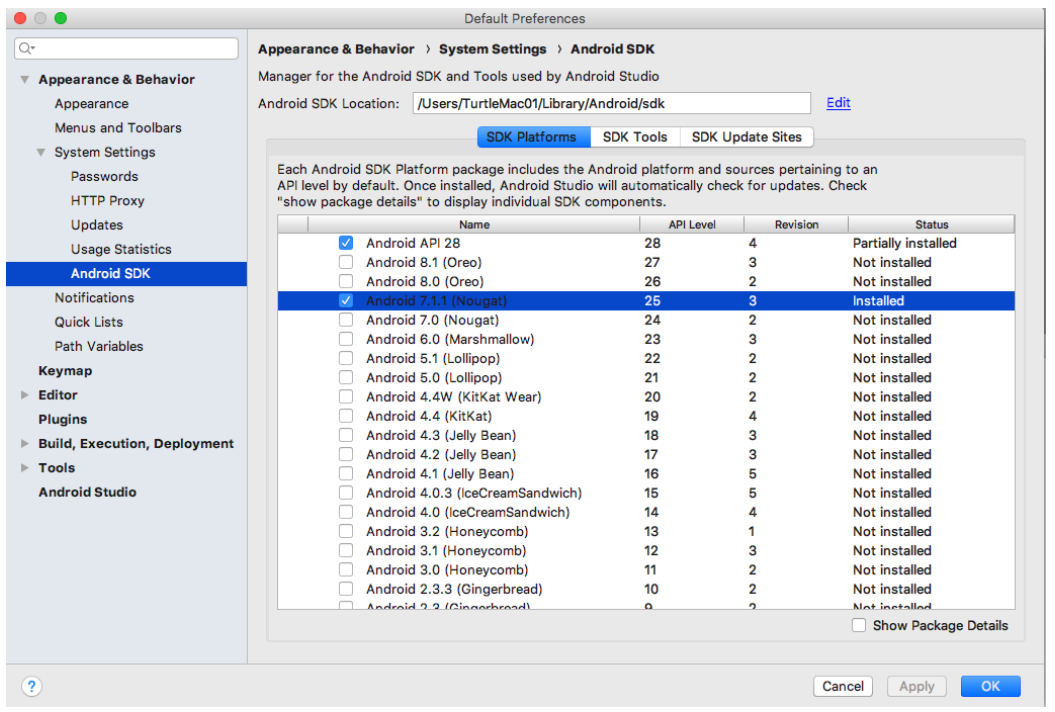 Default Preferences
Appearance & Behavior
Appearance
Menus and Toolbars
System Settings
Passwords
HTTP Proxy
Updates
Usage Statistics
Android SDK
Notifications
Quick Lists
Path Variables
Keymap
Editor
Plugins
Build, Execution, Deployment
Tools
Android Studio
Appearance & Behavior › System Settings › Android SDK
Manager for the Android SDK and Tools used by Android Studio
Android SDK Location: /Users/TurtleMac01/Library/Android/sdk Edit
SDK Platforms SDK Tools SDK Update Sites
Each Android SDK Platform package includes the Android platform and sources pertaining to an
API level by default. Once installed, Android Studio will automatically check for updates. Check
"show package details" to display individual SDK components.
Name API Level Revision Status
Android API 28 28 4 Partially installed
Android 8.1 (Oreo) 27 3 Not installed
Android 8.0 (Oreo) 26 2 Not installed
Android 7.1.1 (Nougat) 25 3 Installed
Android 7.0 (Nougat) 24 2 Not installed
Android 6.0 (Marshmallow) 23 3 Not installed
Android 5.1 (Lollipop) 22 2 Not installed
Android 5.0 (Lollipop) 21 2 Not installed
Android 4.4W (KitKat Wear) 20 2 Not installed
Android 4.4 (KitKat) 19 4 Not installed
Android 4.3 (Jelly Bean) 18 3 Not installed
Android 4.2 (Jelly Bean) 17 3 Not installed
Android 4.1 (Jelly Bean) 16 5 Not installed
Android 4.0.3 (IceCreamSandwich) 15 5 Not installed
Android 4.0 (IceCreamSandwich) 14 4 Not installed
Android 3.2 (Honeycomb) 13 1 Not installed
Android 3.1 (Honeycomb) 12 3 Not installed
Android 3.0 (Honeycomb) 11 2 Not installed
Android 2.3.3 (Gingerbread) 10 2 Not installed
Android 2.3 (Gingerbread) 9 2 Not installed
Show Package Details
? Cancel Apply OK